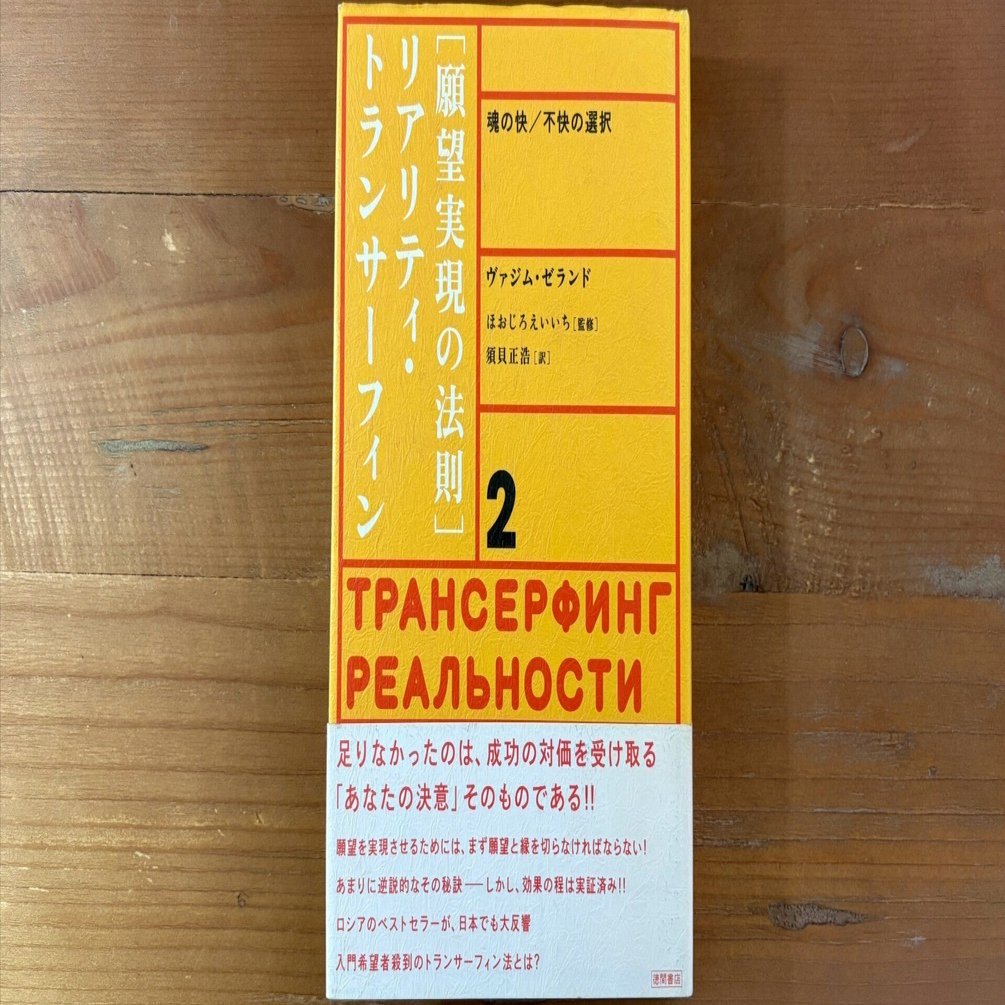 [願望実現の法則]
リアリティ・
トランサーフィン
魂の快/不快の選択
ヴァジム・ゼランド
ほおじろえいいち[監修]
須貝正浩[訳]
2
ТРАНСЕРФИНГ
РЕАЛЬНОСТИ
足りなかったのは、成功の対価を受け取る
「あなたの決意」そのものである!!
願望を実現させるためには、まず願望と縁を切らなければならない!
あまりに逆説的なその秘訣——しかし、効果の程は実証済み!!
ロシアのベストセラーが、日本でも大反響
入門希望者殺到のトランサーフィン法とは?
徳間書店